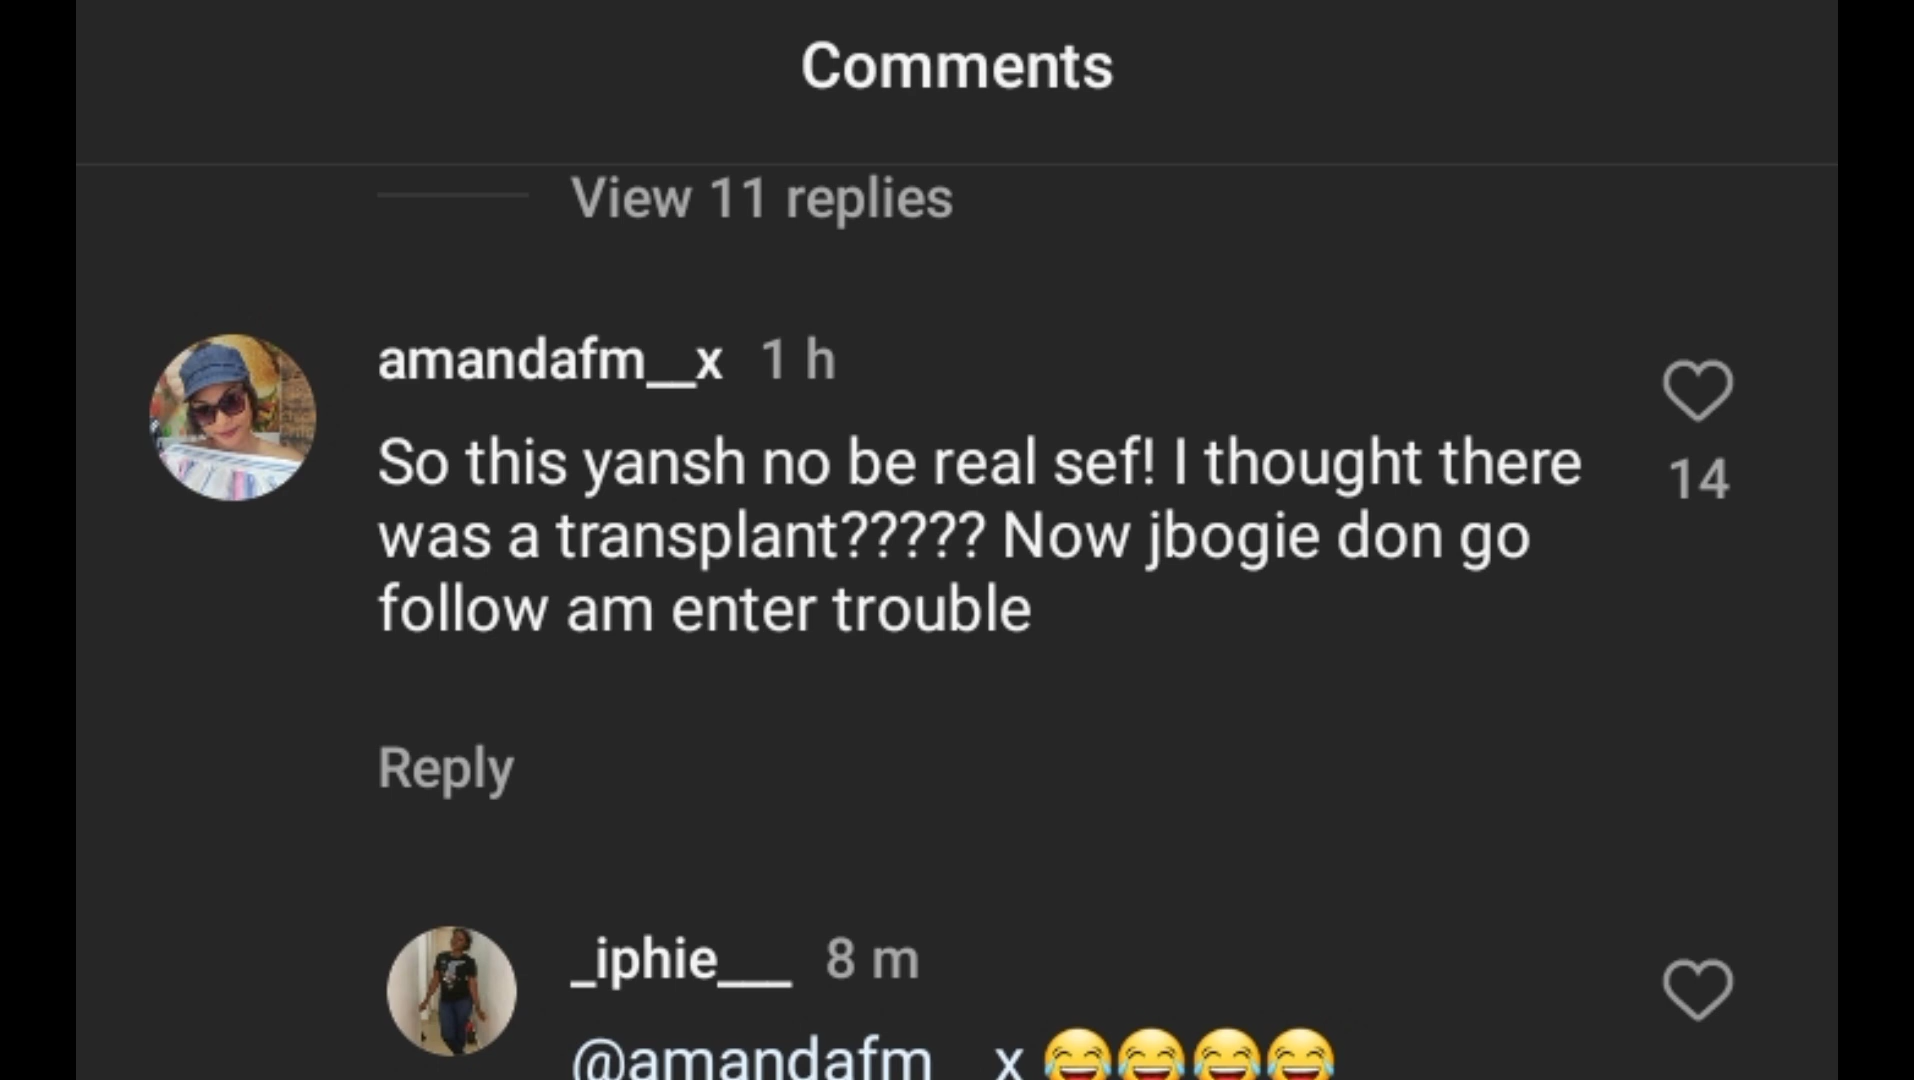 Comments
View 11 replies
amandafm__x 1 h
So this yansh no be real sef! I thought there
14
was a transplant????? Now jbogie don go
follow am enter trouble
Reply
_iphie___ 8 m
@amandafm__x 😂😂😂😂